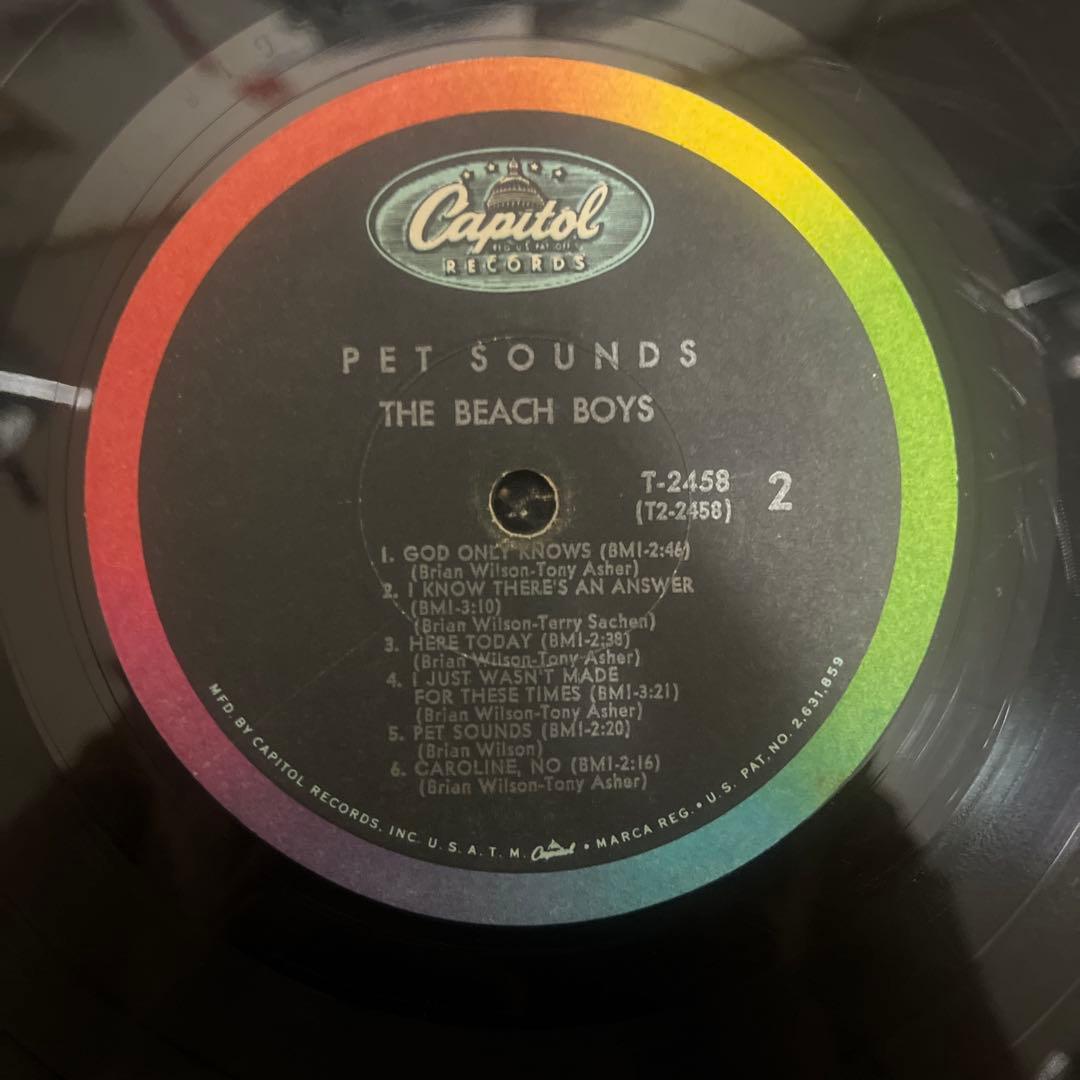 Capitol
RECORDS
PET SOUNDS
THE BEACH BOYS
T-2458
(T2-2458)
2
1. GOD ONLY KNOWS (BMI-2:46)
(Brian Wilson-Tony Asher)
2. I KNOW THERE'S AN ANSWER
(BMI-3:10)
(Brian Wilson-Terry Sachen)
3. HERE TODAY (BMI-2:38)
(Brian Wilson-Tony Asher)
4. I JUST WASN'T MADE
FOR THESE TIMES (BMI-3:21)
(Brian Wilson-Tony Asher)
5. PET SOUNDS (BMI-2:20)
(Brian Wilson)
6. CAROLINE, NO (BMI-2:16)
(Brian Wilson-Tony Asher)
MFD. BY CAPITOL RECORDS, INC. U.S.A. T.M. Capitol • MARCA REG. • U.S. PAT. NO. 2,631,859